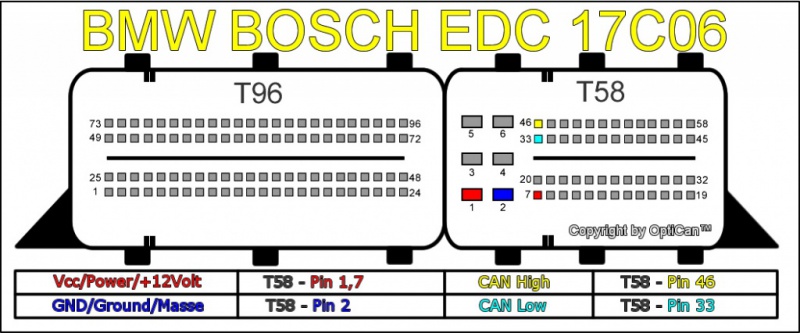 BMW BOSCH EDC 17C06
T96 T58
73 96 5 6 46 58
49 72 33 45
25 48 3 4 20 32
1 24 1 2 7 19
Copyright by OptiCan™
Vcc/Power/+12Volt T58 - Pin 1,7 CAN High T58 - Pin 46
GND/Ground/Masse T58 - Pin 2 CAN Low T58 - Pin 33